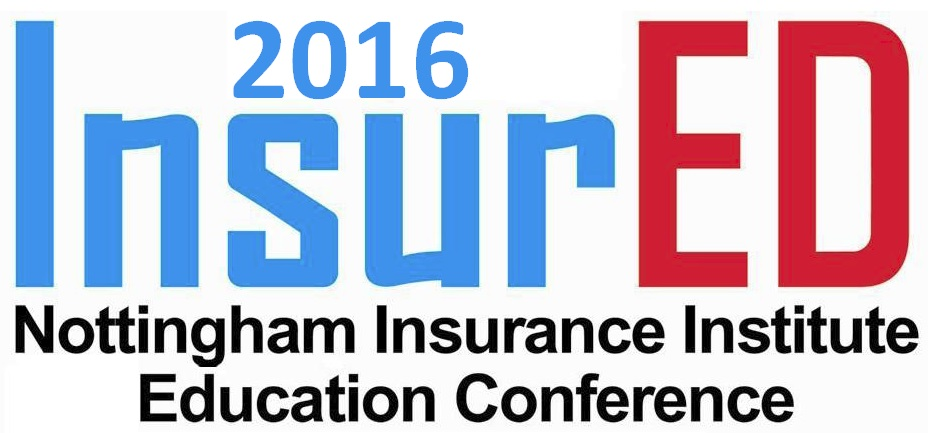 2016
InsurED
Nottingham Insurance Institute
Education Conference